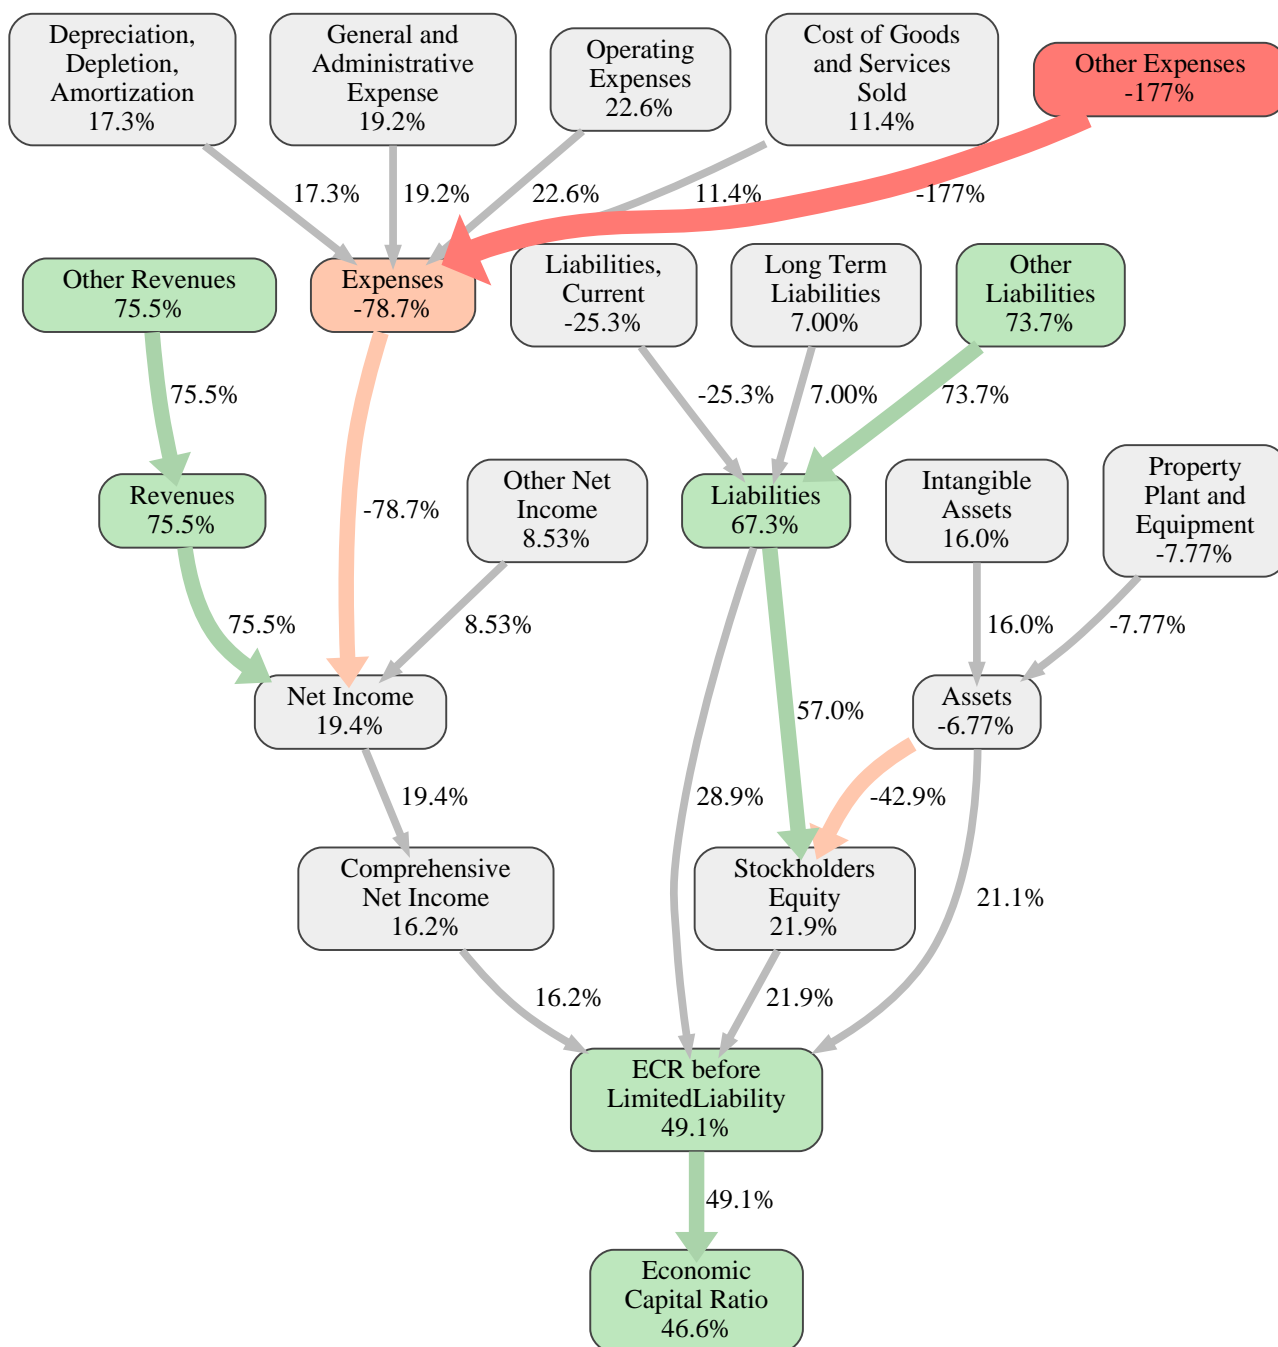 Depreciation,
Depletion,
Amortization
17.3%
General and
Administrative
Expense
19.2%
Operating
Expenses
22.6%
Cost of Goods
and Services
Sold
11.4%
Other Expenses
-177%
17.3%
19.2%
22.6%
11.4%
-177%
Other Revenues
75.5%
Expenses
-78.7%
Liabilities,
Current
-25.3%
Long Term
Liabilities
7.00%
Other
Liabilities
73.7%
75.5%
-25.3%
7.00%
73.7%
Revenues
75.5%
-78.7%
Other Net
Income
8.53%
Liabilities
67.3%
Intangible
Assets
16.0%
Property
Plant and
Equipment
-7.77%
75.5%
8.53%
16.0%
-7.77%
Net Income
19.4%
57.0%
Assets
-6.77%
19.4%
28.9%
-42.9%
Comprehensive
Net Income
16.2%
Stockholders
Equity
21.9%
21.1%
16.2%
21.9%
ECR before
LimitedLiability
49.1%
49.1%
Economic
Capital Ratio
46.6%